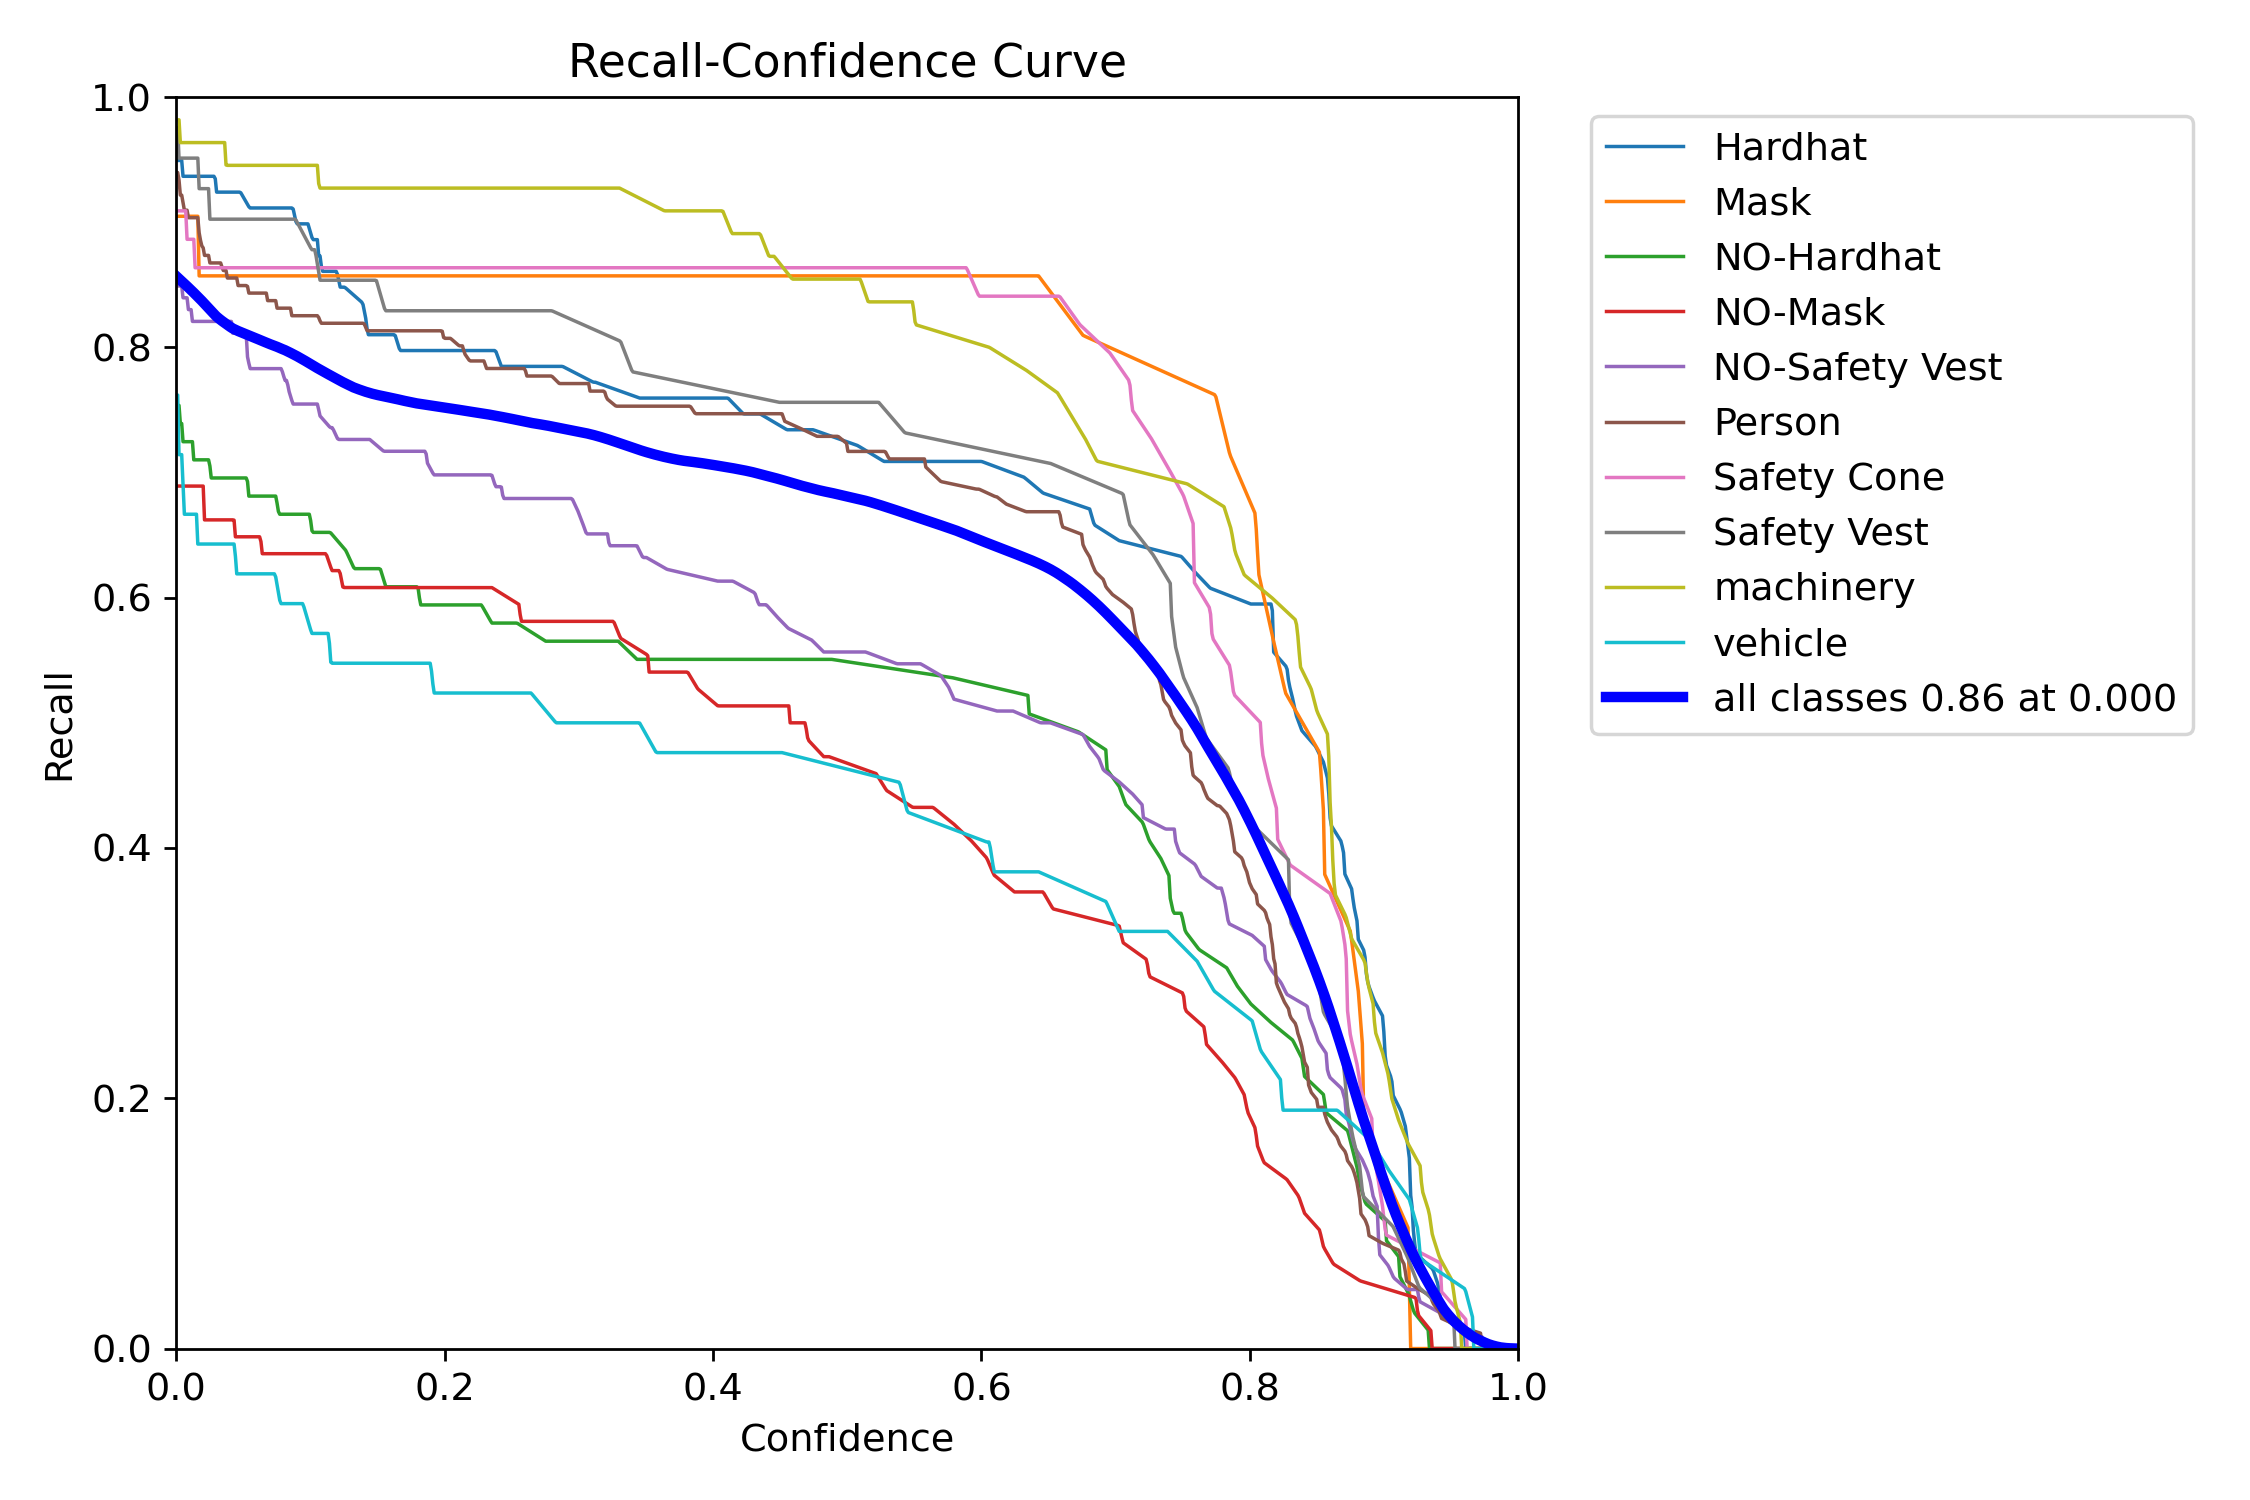 Recall-Confidence Curve
1.0
0.8
0.6
0.4
0.2
0.0
Recall
0.0 0.2 0.4 0.6 0.8 1.0
Confidence
Hardhat
Mask
NO-Hardhat
NO-Mask
NO-Safety Vest
Person
Safety Cone
Safety Vest
machinery
vehicle
all classes 0.86 at 0.000